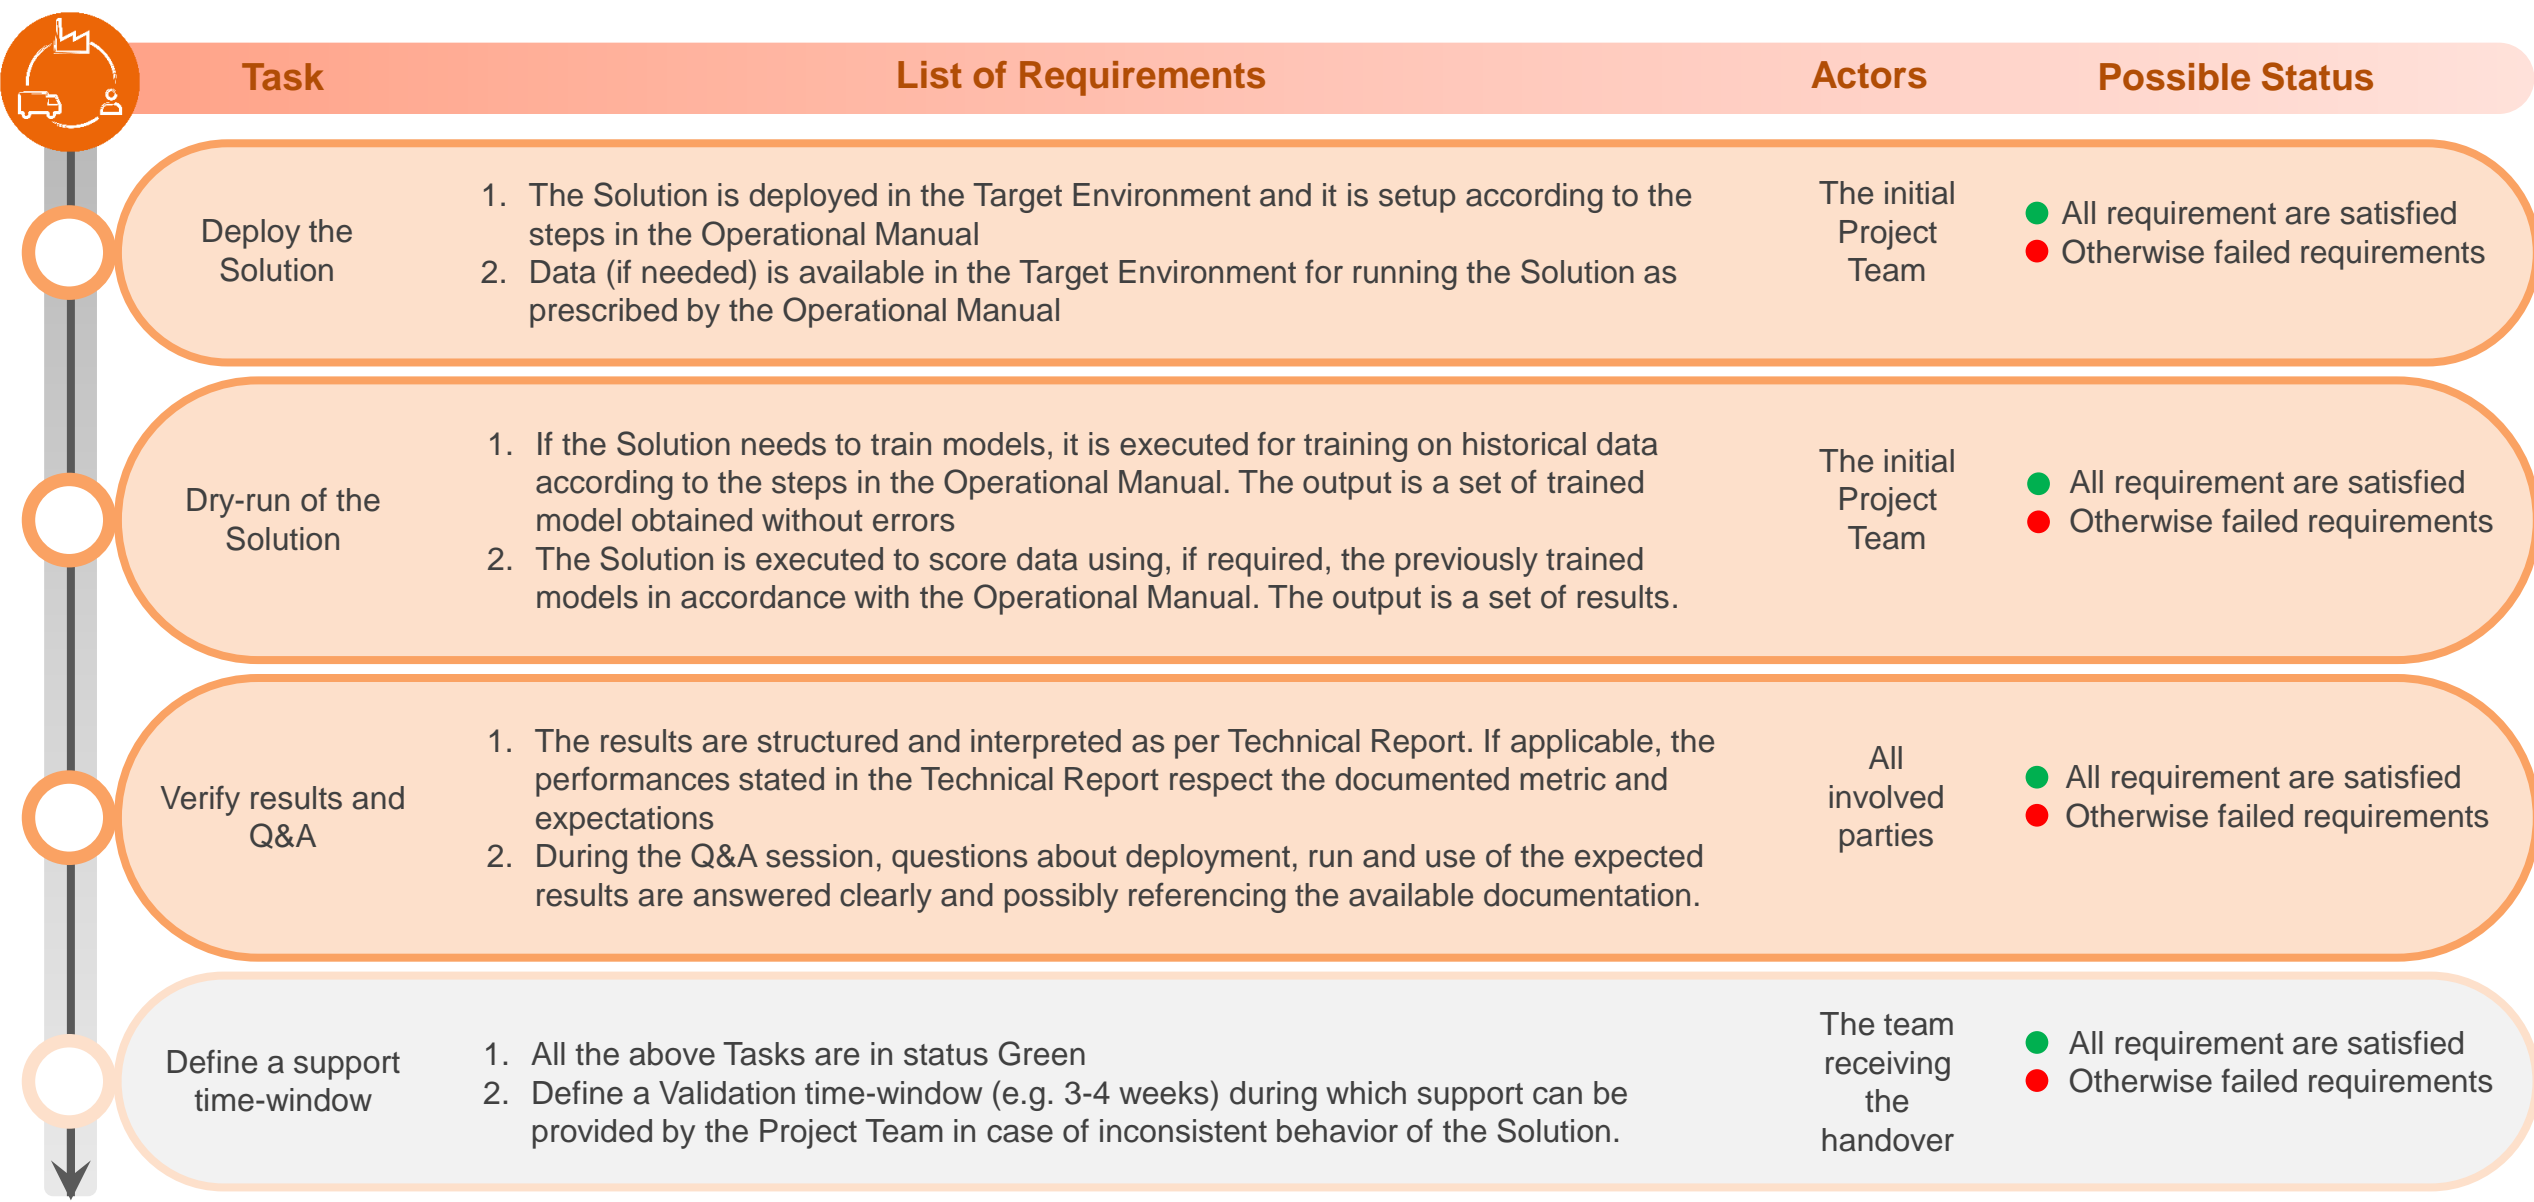 Task
List of Requirements
Actors
Possible Status
Deploy the
Solution
1. The Solution is deployed in the Target Environment and it is setup according to the
steps in the Operational Manual
2. Data (if needed) is available in the Target Environment for running the Solution as
prescribed by the Operational Manual
The initial
Project
Team
All requirement are satisfied
Otherwise failed requirements
Dry-run of the
Solution
1. If the Solution needs to train models, it is executed for training on historical data
according to the steps in the Operational Manual. The output is a set of trained
model obtained without errors
2. The Solution is executed to score data using, if required, the previously trained
models in accordance with the Operational Manual. The output is a set of results.
The initial
Project
Team
All requirement are satisfied
Otherwise failed requirements
Verify results and
Q&A
1. The results are structured and interpreted as per Technical Report. If applicable, the
performances stated in the Technical Report respect the documented metric and
expectations
2. During the Q&A session, questions about deployment, run and use of the expected
results are answered clearly and possibly referencing the available documentation.
All
involved
parties
All requirement are satisfied
Otherwise failed requirements
Define a support
time-window
1. All the above Tasks are in status Green
2. Define a Validation time-window (e.g. 3-4 weeks) during which support can be
provided by the Project Team in case of inconsistent behavior of the Solution.
The team
receiving
the
handover
All requirement are satisfied
Otherwise failed requirements